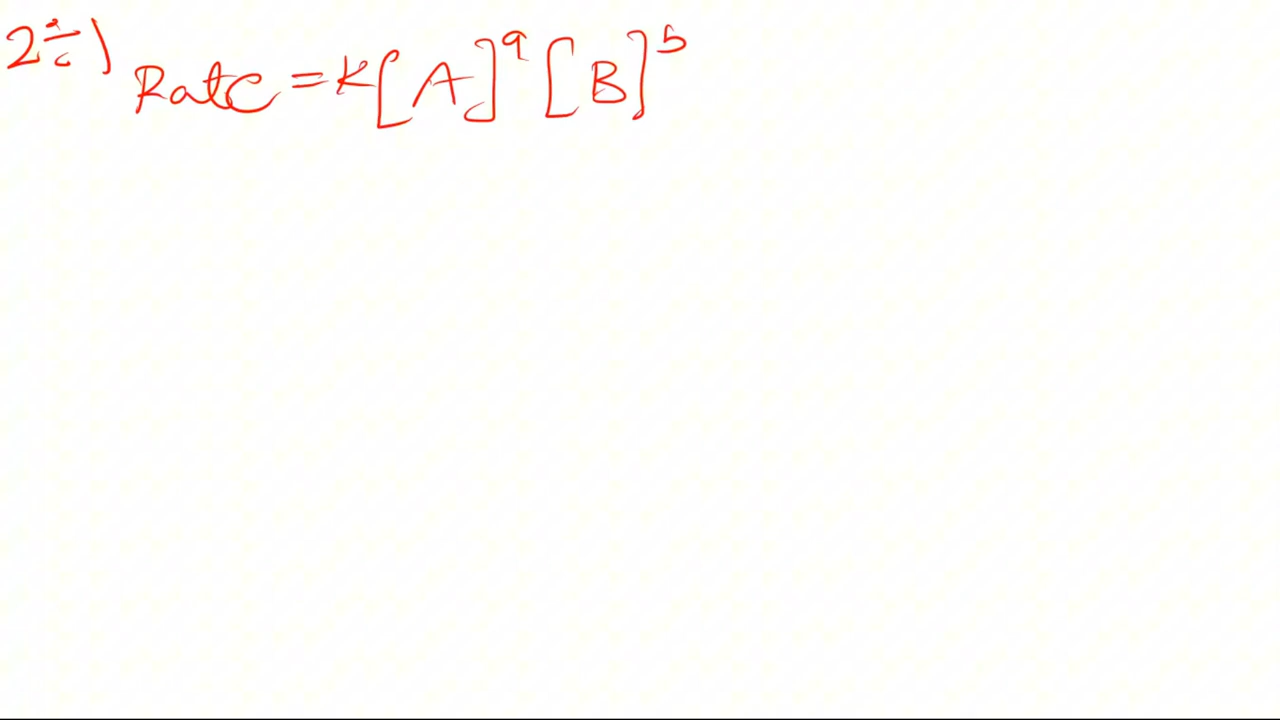 2 ÷) Rate = K[A]^a [B]^b